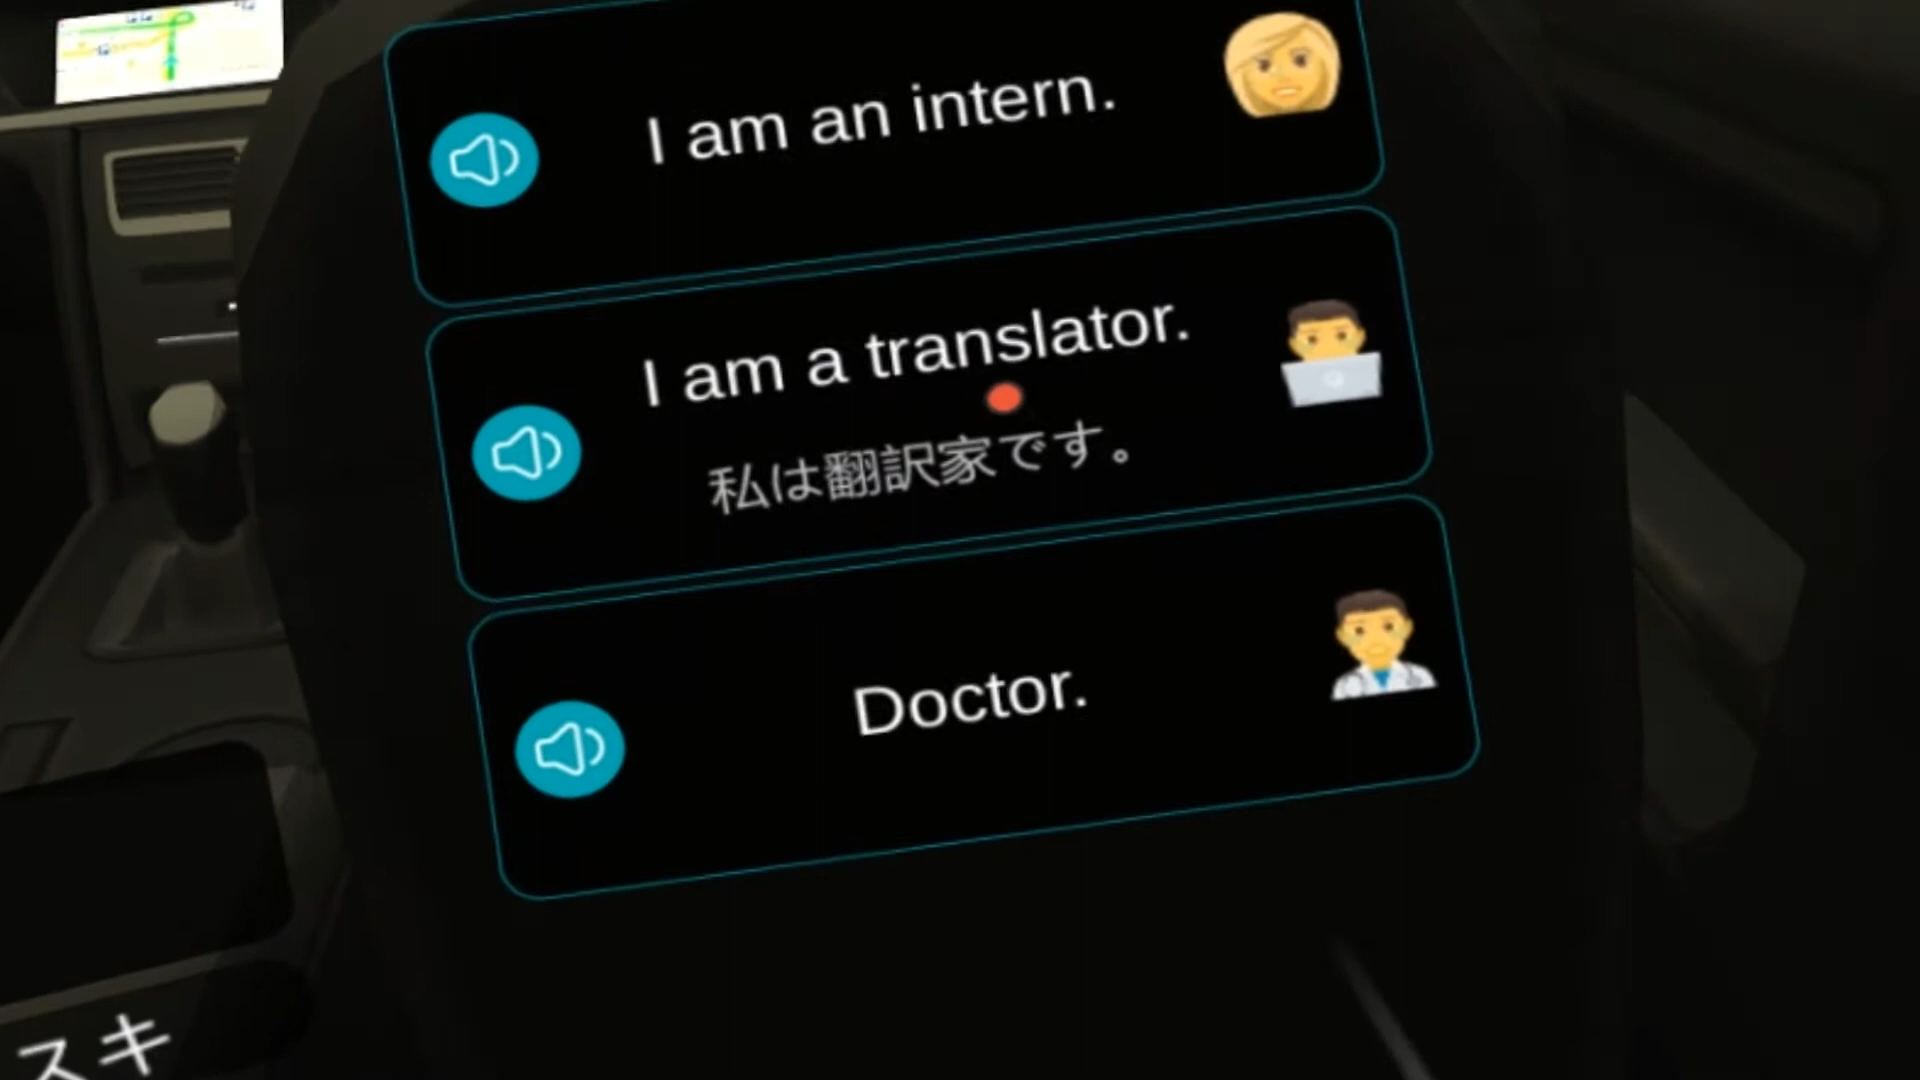 I am an intern.
I am a translator.
私は翻訳家です。
Doctor.
スキ